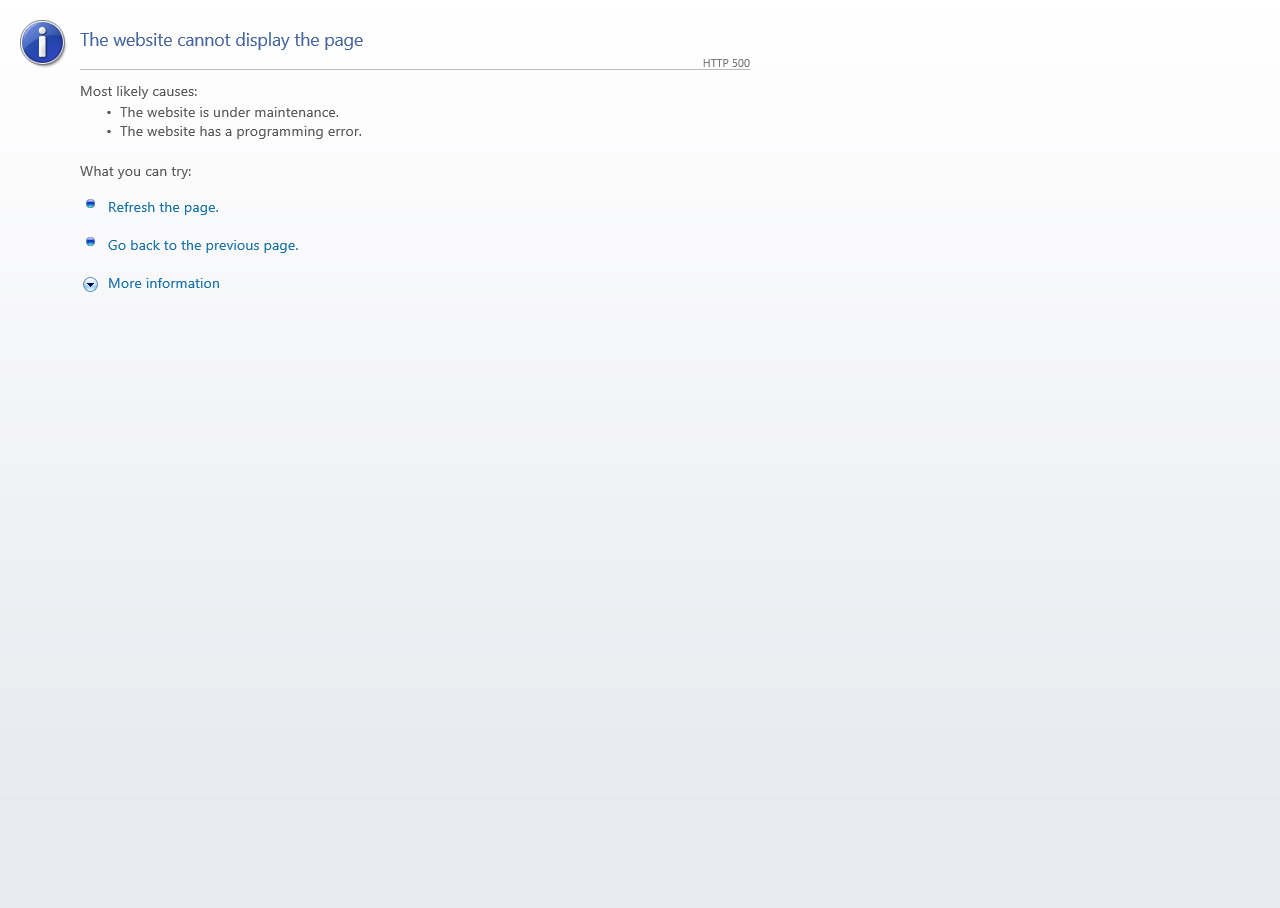 The website cannot display the page
HTTP 500
Most likely causes:
• The website is under maintenance.
• The website has a programming error.
What you can try:
Refresh the page.
Go back to the previous page.
More information